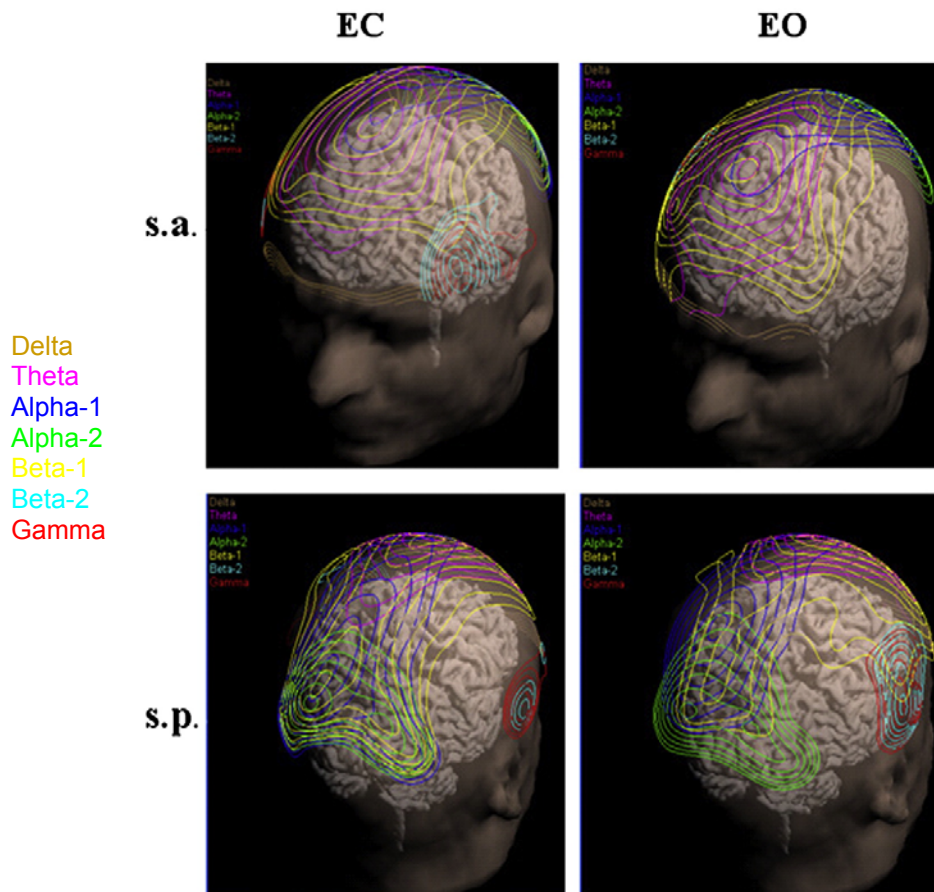 EC
EO
Delta
Theta
Alpha-1
Alpha-2
Beta-1
Beta-2
Gamma
Delta
Theta
Alpha-1
Alpha-2
Beta-1
Beta-2
Gamma
s.a.
Delta
Theta
Alpha-1
Alpha-2
Beta-1
Beta-2
Gamma
Delta
Theta
Alpha-1
Alpha-2
Beta-1
Beta-2
Gamma
Delta
Theta
Alpha-1
Alpha-2
Beta-1
Beta-2
Gamma
s.p.